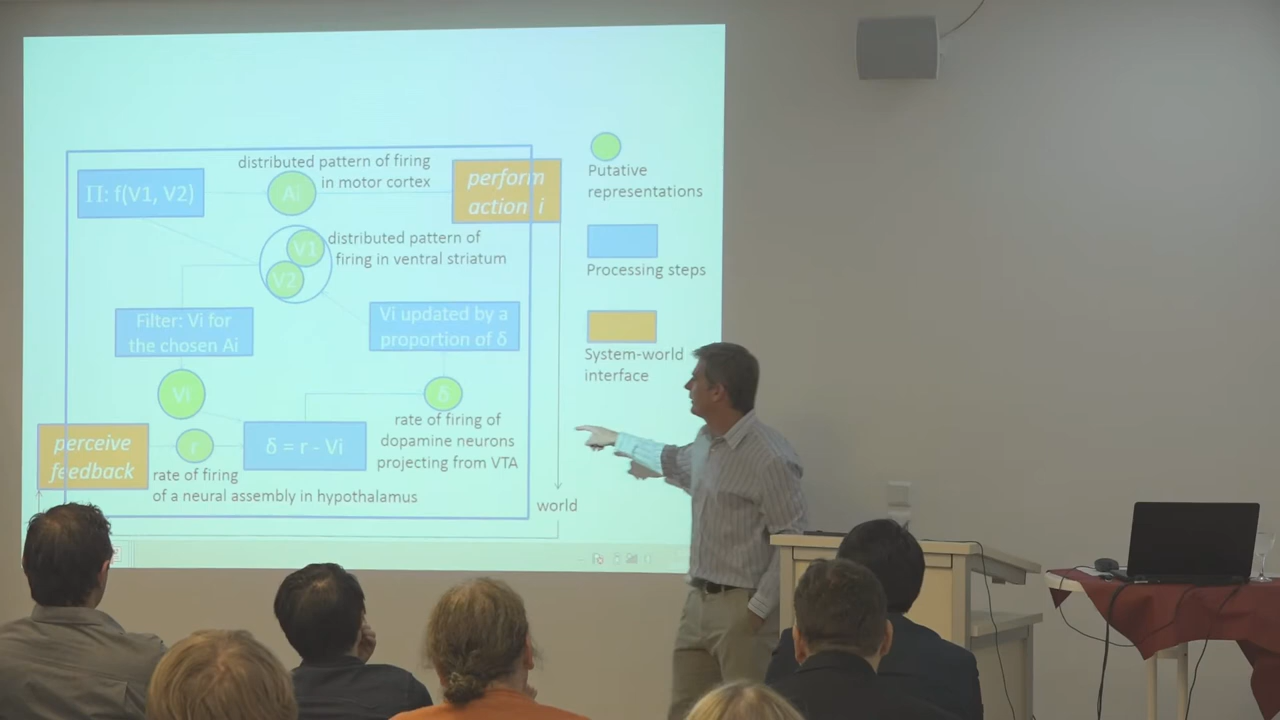 distributed pattern of firing
in motor cortex
Π: f(V1, V2)
Ai
perform
action i
V1
V2
distributed pattern of
firing in ventral striatum
Filter: Vi for
the chosen Ai
Vi updated by a
proportion of δ
Vi
δ
rate of firing of
dopamine neurons
projecting from VTA
perceive
feedback
r
δ = r - Vi
rate of firing
of a neural assembly in hypothalamus
world
Putative
representations
Processing steps
System-world
interface